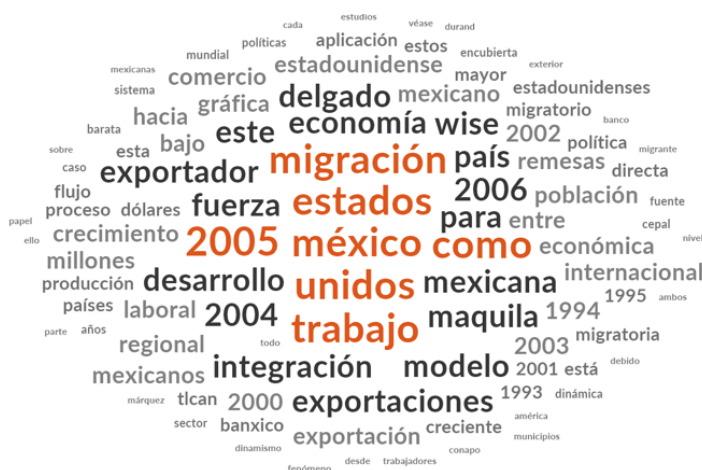 estudios
cada véase durand
políticas aplicación estos
mundial estadounidense encubierta
mexicanas comercio mayor exterior
sistema delgado mexicano estadounidenses
hacia gráfica migratorio
barata este economía wise 2002 banco
sobre esta bajo política migrante
caso exportador migración país remesas directa
flujo fuerza estados 2006 población fuente
papel proceso dólares para entre cepal
ello crecimiento 2005 méxico como económica nivel
millones internacional
producción desarrollo unidos mexicana 1995 ambos
países laboral 2004 maquila 1994
parte años trabajo migratoria
regional todo 2003
integración modelo 2001 está debido
mexicanos
márquez tlcan 2000 exportaciones 1993 dinámica
sector banxico creciente américa
exportación municipios
dinamismo conapo
fenómeno desde trabajadores